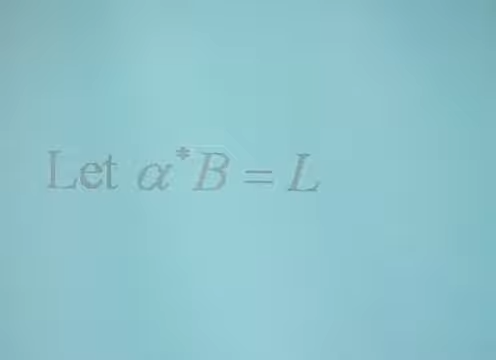 Let α*B = L